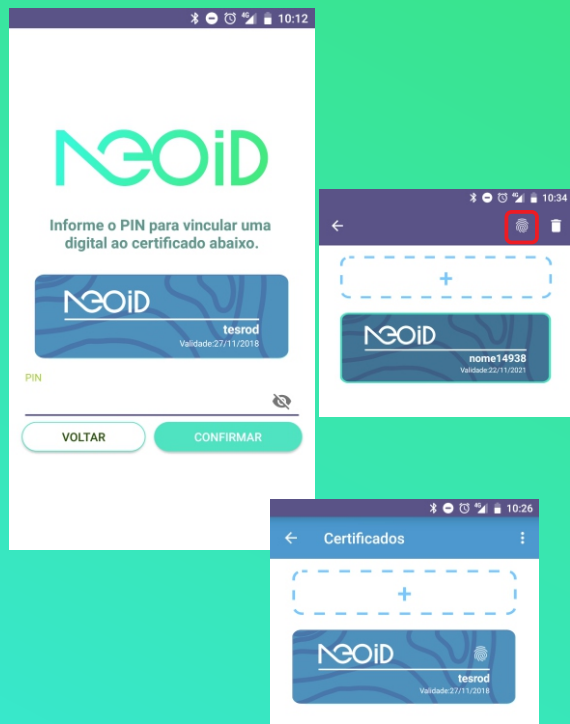 10:12
NEOiD
Informe o PIN para vincular uma
digital ao certificado abaixo.
NEOiD
tesrod
Validade:27/11/2018
PIN
VOLTAR
CONFIRMAR
4G
10:34
+
NEOiD
nome14938
Validade:22/11/2021
4G
10:26
Certificados
+
NEOiD
tesrod
Validade:27/11/2018